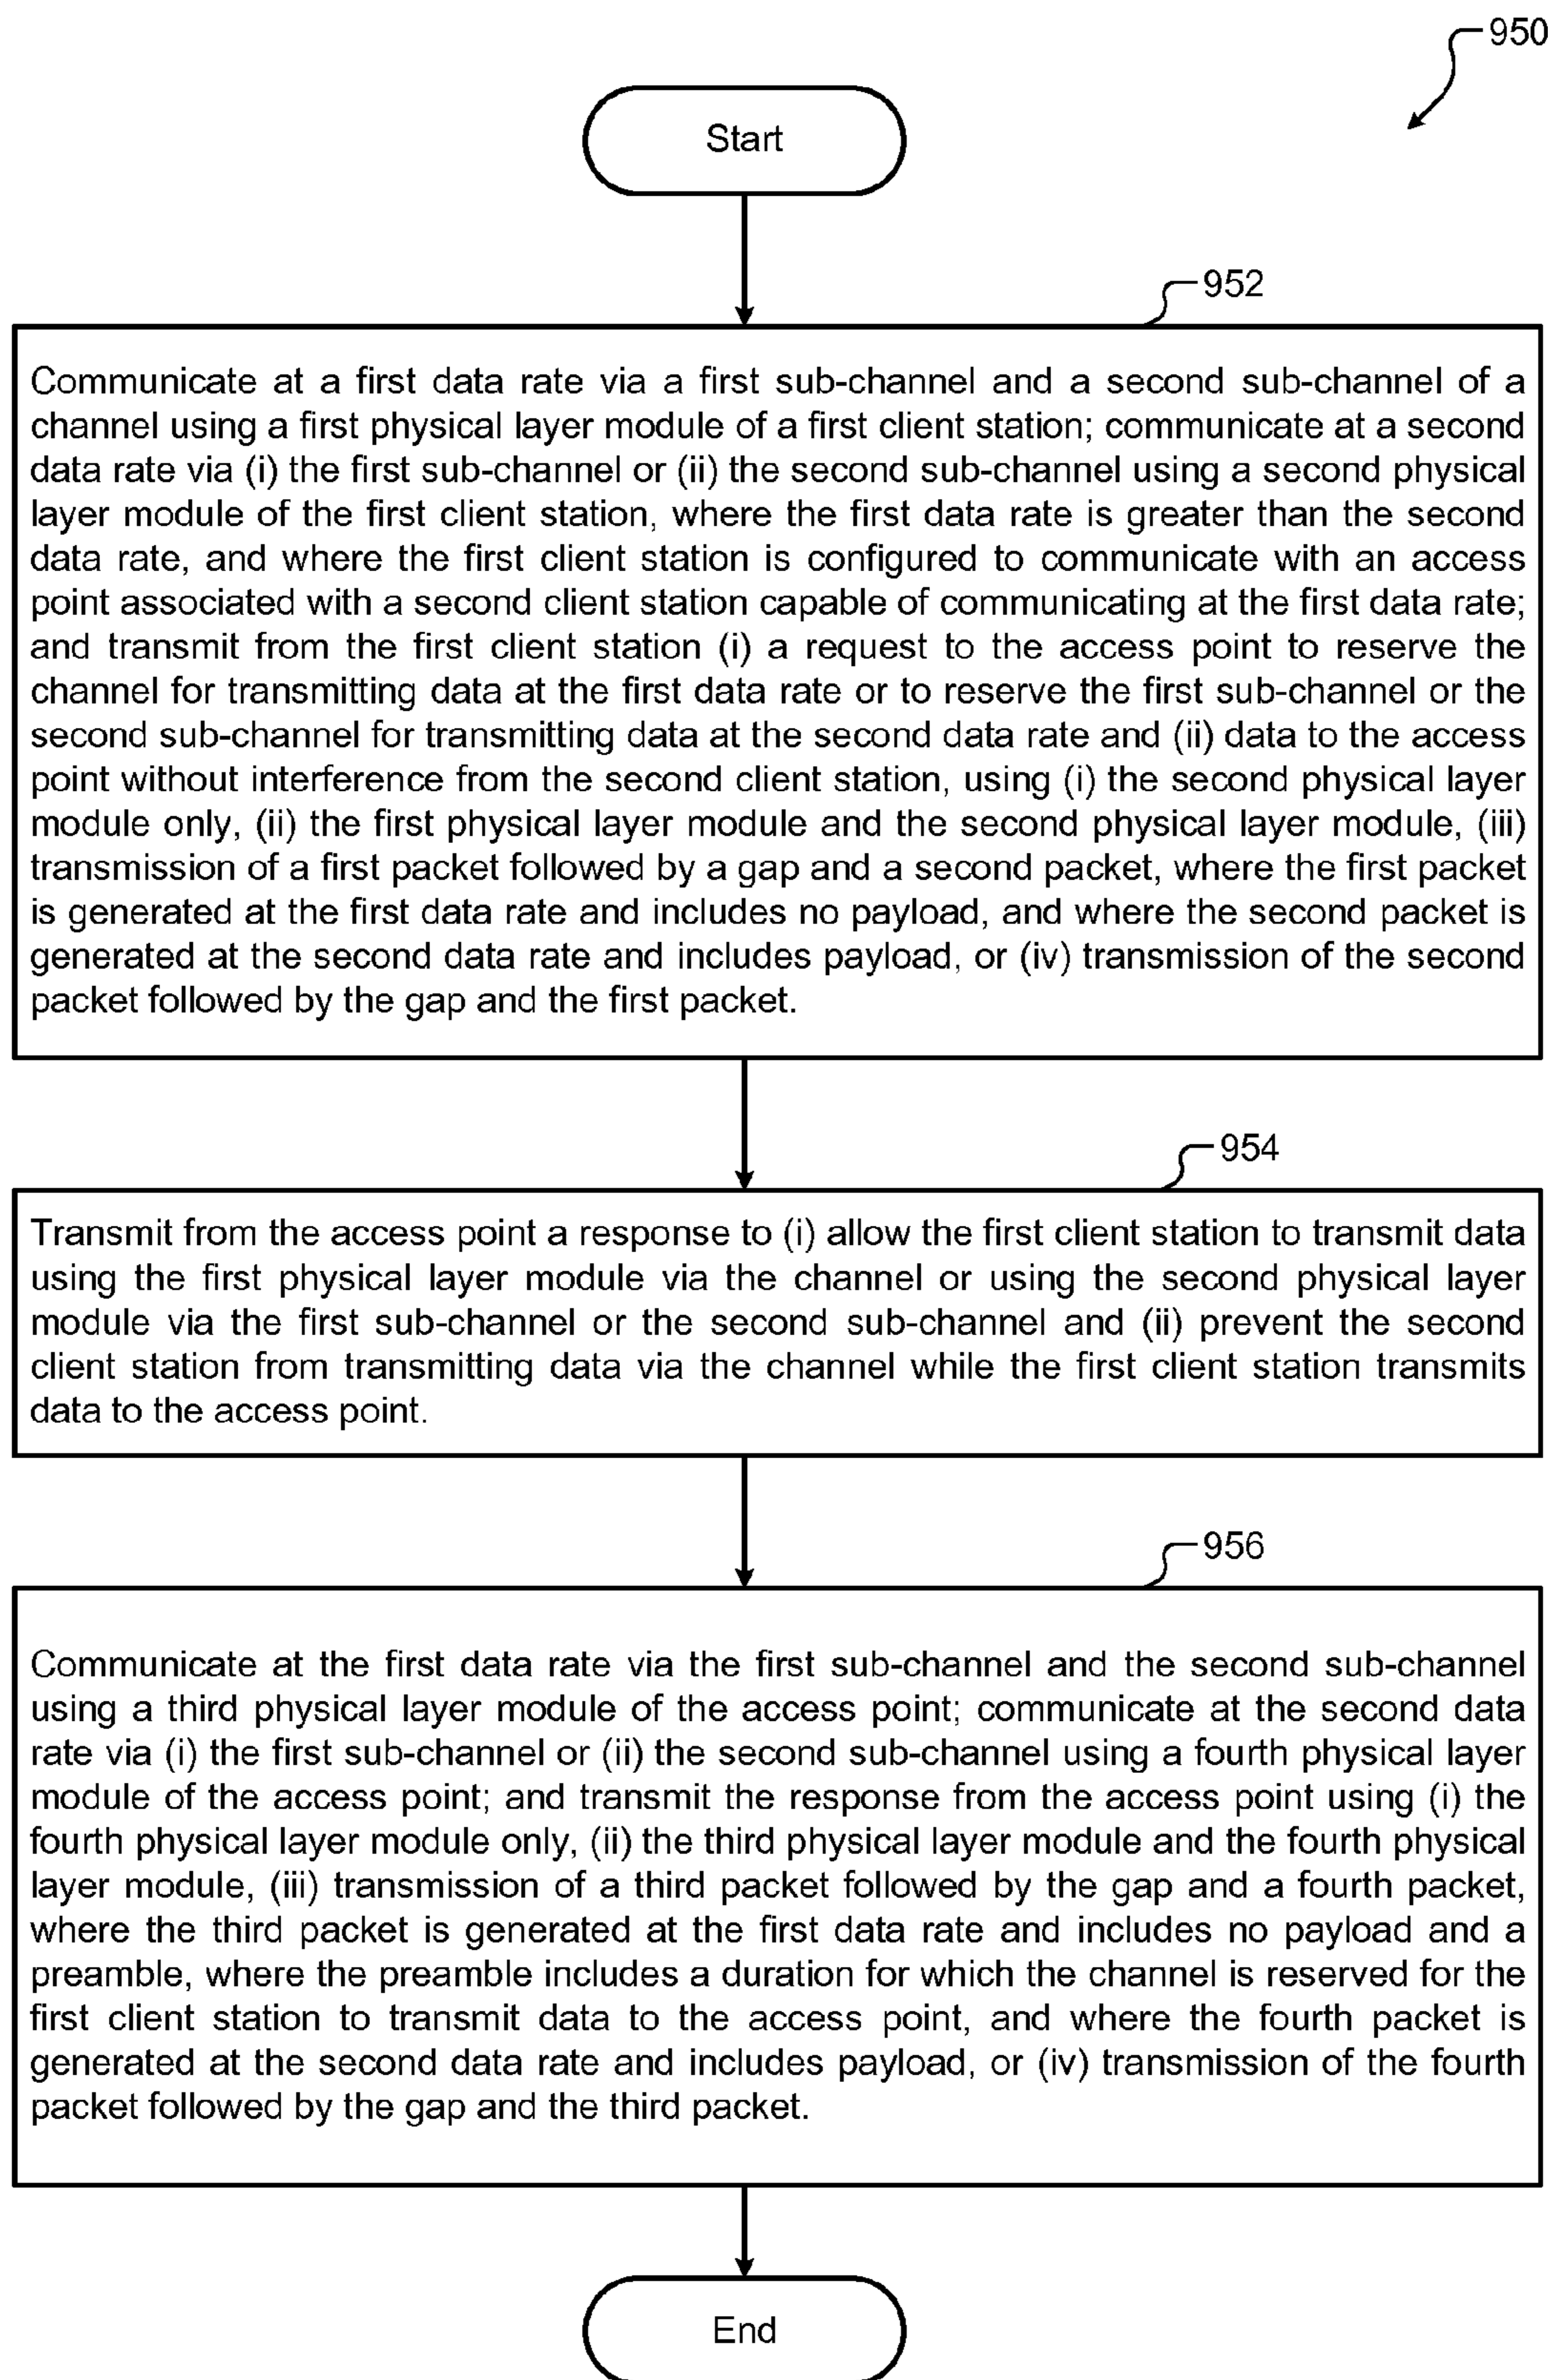 950
Start
952
Communicate at a first data rate via a first sub-channel and a second sub-channel of a
channel using a first physical layer module of a first client station; communicate at a second
data rate via (i) the first sub-channel or (ii) the second sub-channel using a second physical
layer module of the first client station, where the first data rate is greater than the second
data rate, and where the first client station is configured to communicate with an access
point associated with a second client station capable of communicating at the first data rate;
and transmit from the first client station (i) a request to the access point to reserve the
channel for transmitting data at the first data rate or to reserve the first sub-channel or the
second sub-channel for transmitting data at the second data rate and (ii) data to the access
point without interference from the second client station, using (i) the second physical layer
module only, (ii) the first physical layer module and the second physical layer module, (iii)
transmission of a first packet followed by a gap and a second packet, where the first packet
is generated at the first data rate and includes no payload, and where the second packet is
generated at the second data rate and includes payload, or (iv) transmission of the second
packet followed by the gap and the first packet.
954
Transmit from the access point a response to (i) allow the first client station to transmit data
using the first physical layer module via the channel or using the second physical layer
module via the first sub-channel or the second sub-channel and (ii) prevent the second
client station from transmitting data via the channel while the first client station transmits
data to the access point.
956
Communicate at the first data rate via the first sub-channel and the second sub-channel
using a third physical layer module of the access point; communicate at the second data
rate via (i) the first sub-channel or (ii) the second sub-channel using a fourth physical layer
module of the access point; and transmit the response from the access point using (i) the
fourth physical layer module only, (ii) the third physical layer module and the fourth physical
layer module, (iii) transmission of a third packet followed by the gap and a fourth packet,
where the third packet is generated at the first data rate and includes no payload and a
preamble, where the preamble includes a duration for which the channel is reserved for the
first client station to transmit data to the access point, and where the fourth packet is
generated at the second data rate and includes payload, or (iv) transmission of the fourth
packet followed by the gap and the third packet.
End